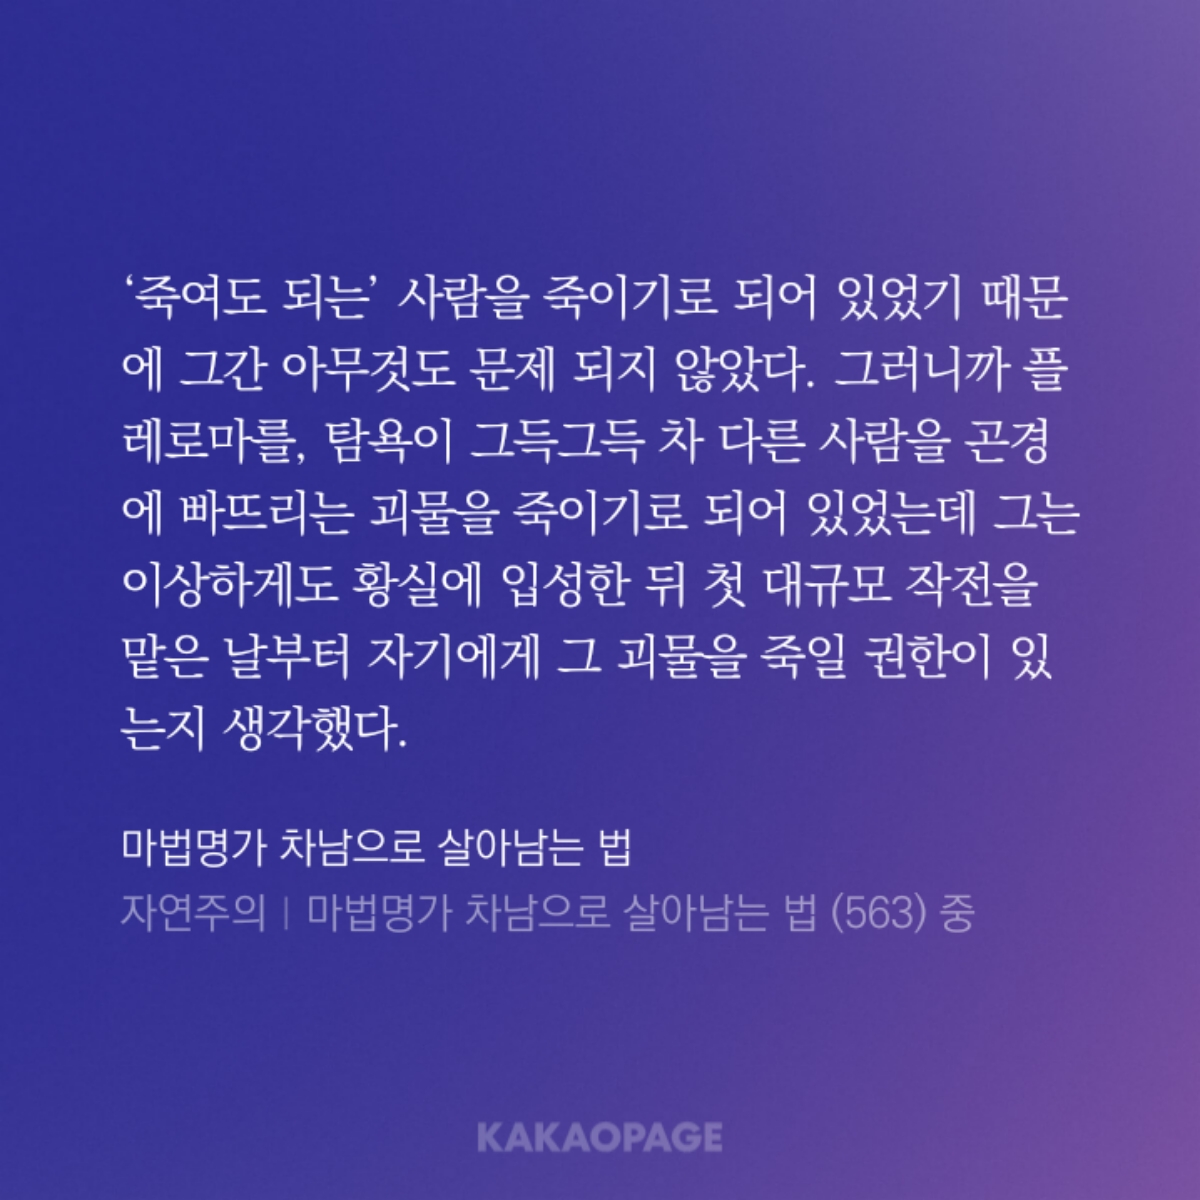 ‘죽여도 되는’ 사람을 죽이기로 되어 있었기 때문
에 그간 아무것도 문제 되지 않았다. 그러니까 플
레로마를, 탐욕이 그득그득 차 다른 사람을 곤경
에 빠뜨리는 괴물을 죽이기로 되어 있었는데 그는
이상하게도 황실에 입성한 뒤 첫 대규모 작전을
맡은 날부터 자기에게 그 괴물을 죽일 권한이 있
는지 생각했다.
마법명가 차남으로 살아남는 법
자연주의 | 마법명가 차남으로 살아남는 법 (563) 중
KAKAOPAGE